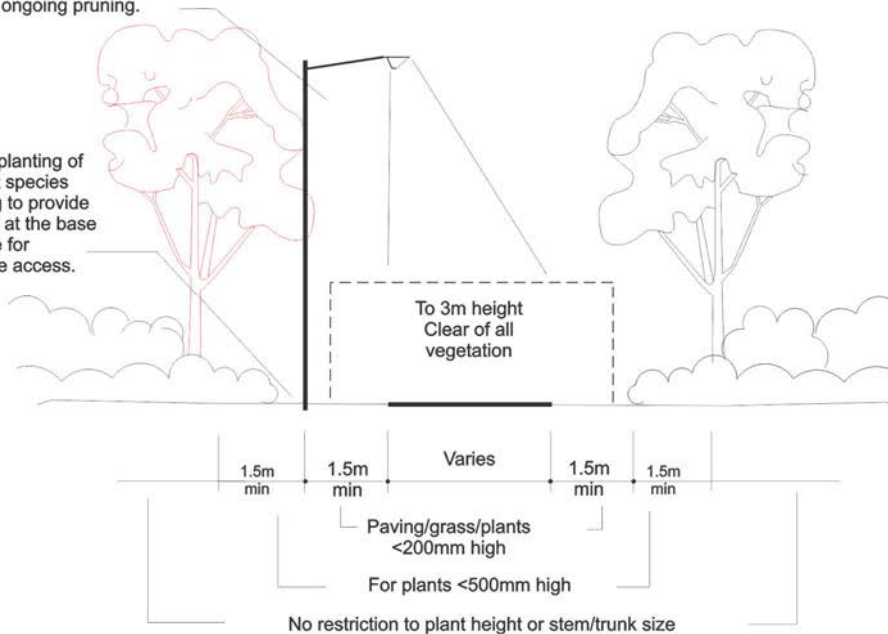 ongoing pruning.
planting of
species
to provide
at the base
for
access.
To 3m height
Clear of all
vegetation
1.5m
min
1.5m
min
Varies
1.5m
min
1.5m
min
Paving/grass/plants
<200mm high
For plants <500mm high
No restriction to plant height or stem/trunk size